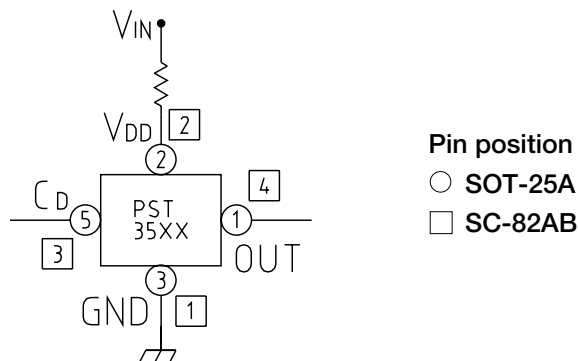 VIN
VDD 2
2
CD 5
PST
35XX
1
4
3
OUT
3
GND 1
Pin position
SOT-25A
SC-82AB